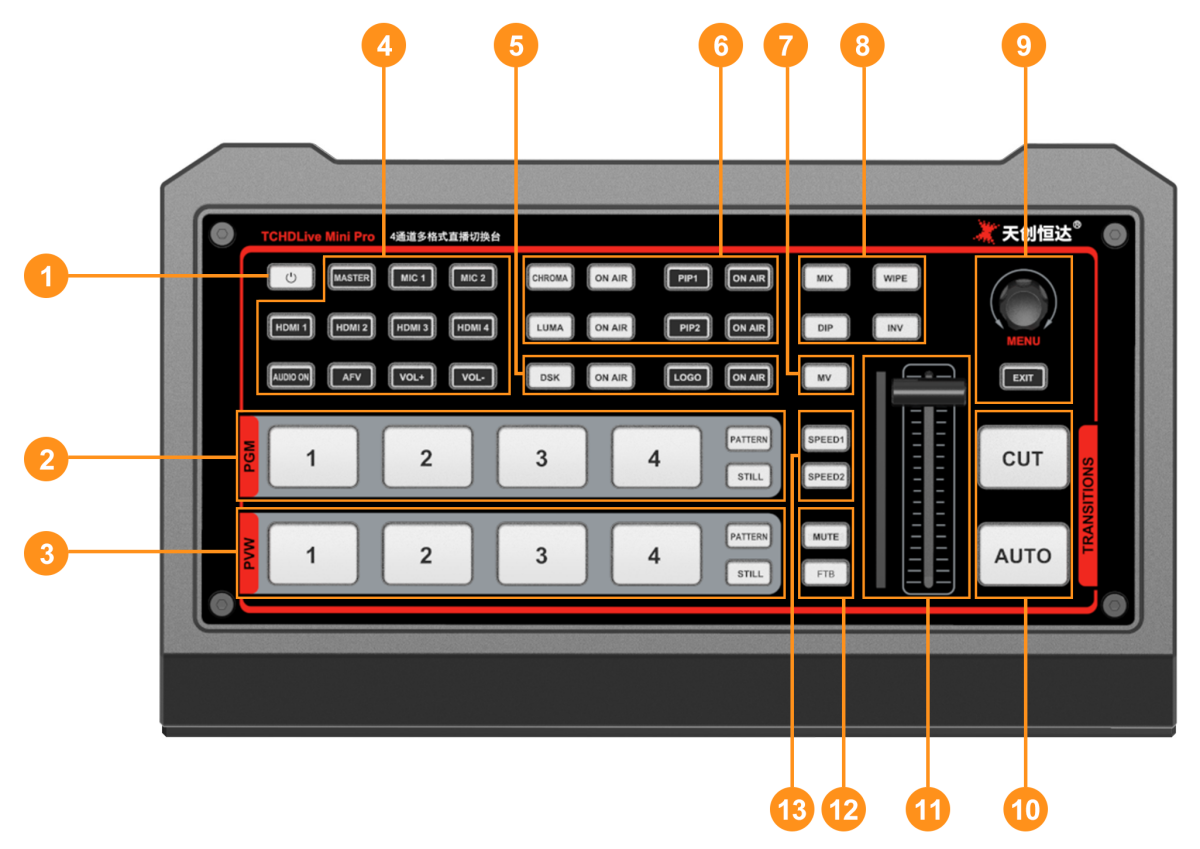 4 5 6 7 8 9
TCHDLive Mini Pro 4通道多格式直播切换台 天创恒达®
1
MASTER MIC 1 MIC 2 CHROMA ON AIR PIP1 ON AIR MIX WIPE
HDMI 1 HDMI 2 HDMI 3 HDMI 4 LUMA ON AIR PIP2 ON AIR DIP INV MENU
AUDIO ON AFV VOL+ VOL- DSK ON AIR LOGO ON AIR MV EXIT
2 PGM 1 2 3 4 PATTERN SPEED1 CUT
STILL SPEED2
TRANSITIONS
3 PVW 1 2 3 4 PATTERN MUTE AUTO
STILL FTB
13 12 11 10